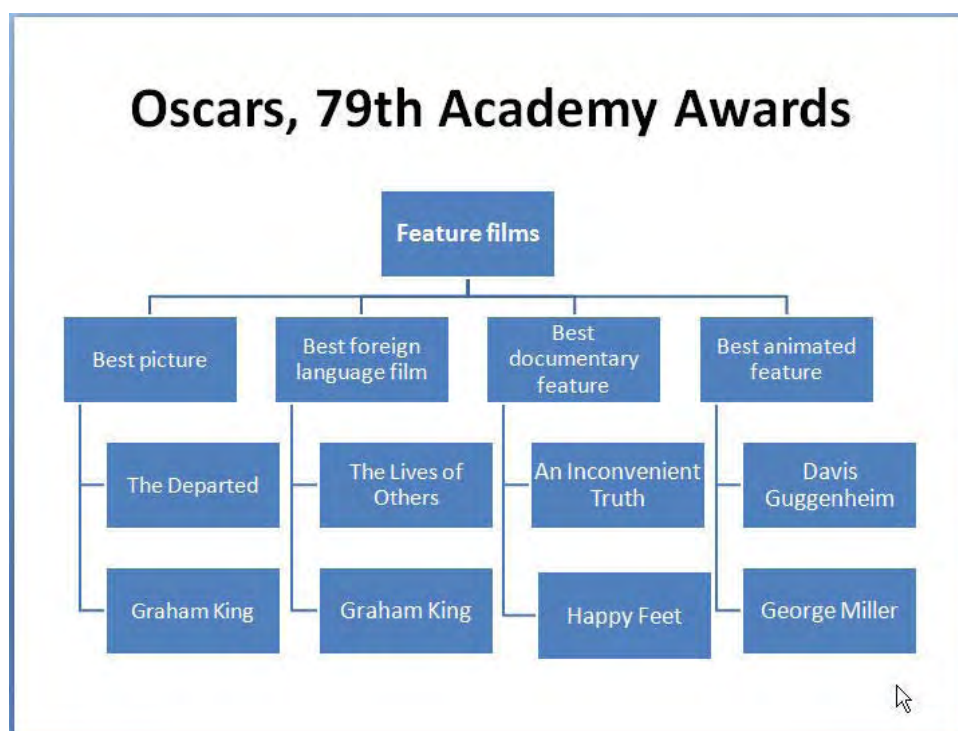 Oscars, 79th Academy Awards
Feature films
Best picture
Best foreign
language film
Best
documentary
feature
Best animated
feature
The Departed
The Lives of
Others
An Inconvenient
Truth
Davis
Guggenheim
Graham King
Graham King
Happy Feet
George Miller